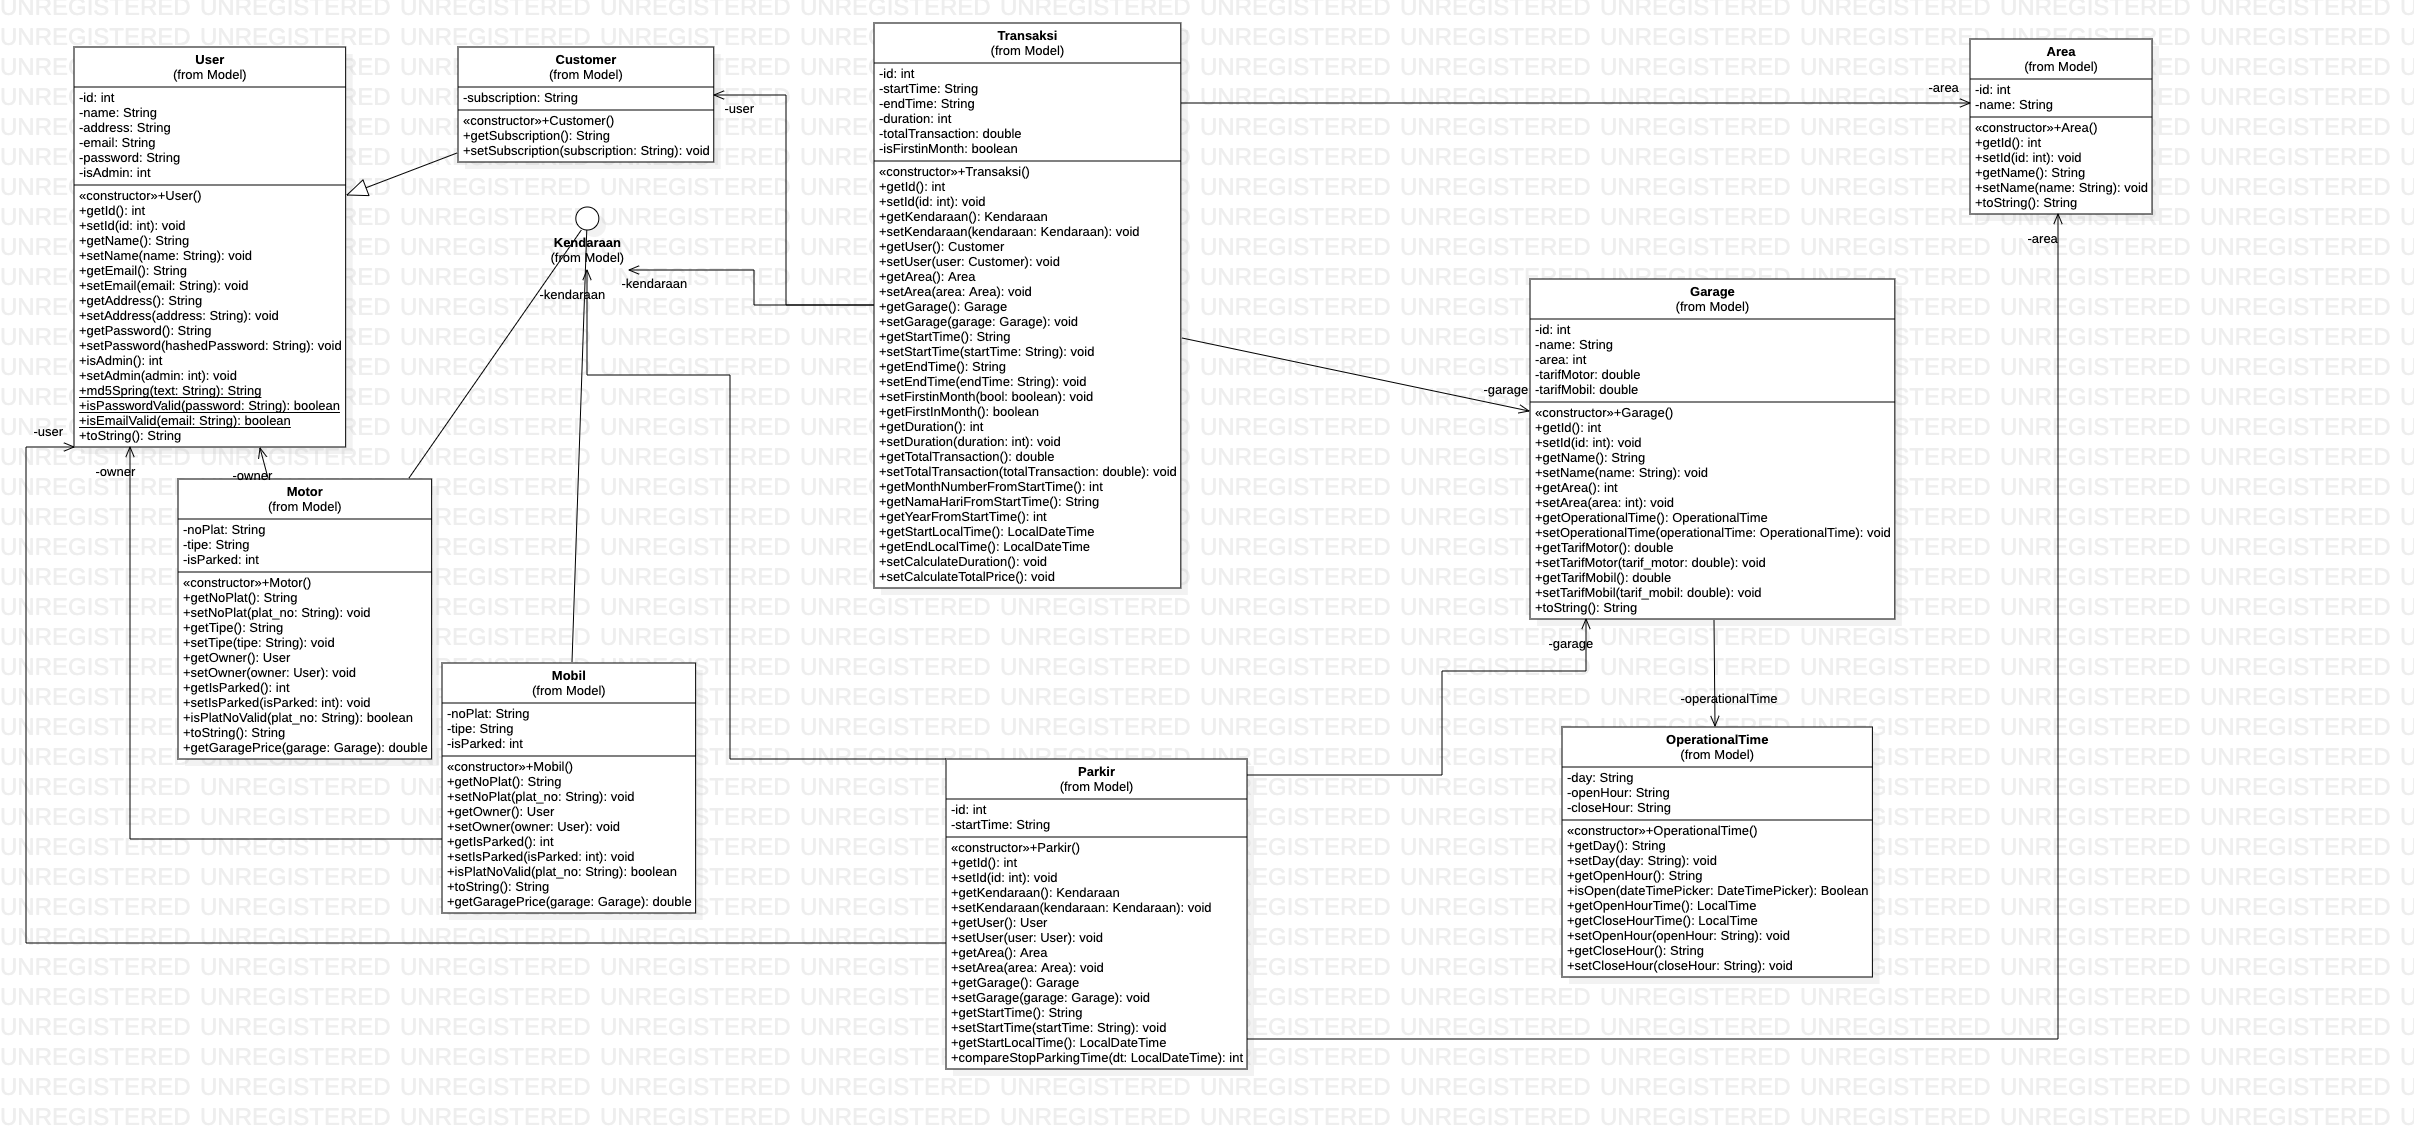 User
(from Model)
-id: int
-name: String
-address: String
-email: String
-password: String
-isAdmin: int
«constructor»+User()
+getId(): int
+setId(id: int): void
+getName(): String
+setName(name: String): void
+getEmail(): String
+setEmail(email: String): void
+getAddress(): String
+setAddress(address: String): void
+getPassword(): String
+setPassword(hashedPassword: String): void
+isAdmin(): int
+setAdmin(admin: int): void
+md5Spring(text: String): String
+isPasswordValid(password: String): boolean
+isEmailValid(email: String): boolean
+toString(): String
-user
-owner
-owner
Customer
(from Model)
-subscription: String
«constructor»+Customer()
+getSubscription(): String
+setSubscription(subscription: String): void
-user
Kendaraan
(from Model)
-kendaraan
-kendaraan
Motor
(from Model)
-noPlat: String
-tipe: String
-isParked: int
«constructor»+Motor()
+getNoPlat(): String
+setNoPlat(plat_no: String): void
+getTipe(): String
+setTipe(tipe: String): void
+getOwner(): User
+setOwner(owner: User): void
+getIsParked(): int
+setIsParked(isParked: int): void
+isPlatNoValid(plat_no: String): boolean
+toString(): String
+getGaragePrice(garage: Garage): double
Mobil
(from Model)
-noPlat: String
-tipe: String
-isParked: int
«constructor»+Mobil()
+getNoPlat(): String
+setNoPlat(plat_no: String): void
+getOwner(): User
+setOwner(owner: User): void
+getIsParked(): int
+setIsParked(isParked: int): void
+isPlatNoValid(plat_no: String): boolean
+toString(): String
+getGaragePrice(garage: Garage): double
Transaksi
(from Model)
-id: int
-startTime: String
-endTime: String
-duration: int
-totalTransaction: double
-isFirstinMonth: boolean
«constructor»+Transaksi()
+getId(): int
+setId(id: int): void
+getKendaraan(): Kendaraan
+setKendaraan(kendaraan: Kendaraan): void
+getUser(): Customer
+setUser(user: Customer): void
+getArea(): Area
+setArea(area: Area): void
+getGarage(): Garage
+setGarage(garage: Garage): void
+getStartTime(): String
+setStartTime(startTime: String): void
+getEndTime(): String
+setEndTime(endTime: String): void
+setFirstinMonth(bool: boolean): void
+getFirstInMonth(): boolean
+getDuration(): int
+setDuration(duration: int): void
+getTotalTransaction(): double
+setTotalTransaction(totalTransaction: double): void
+getMonthNumberFromStartTime(): int
+getNamaHariFromStartTime(): String
+getYearFromStartTime(): int
+getStartLocalTime(): LocalDateTime
+getEndLocalTime(): LocalDateTime
+setCalculateDuration(): void
+setCalculateTotalPrice(): void
Parkir
(from Model)
-id: int
-startTime: String
«constructor»+Parkir()
+getId(): int
+setId(id: int): void
+getKendaraan(): Kendaraan
+setKendaraan(kendaraan: Kendaraan): void
+getUser(): User
+setUser(user: User): void
+getArea(): Area
+setArea(area: Area): void
+getGarage(): Garage
+setGarage(garage: Garage): void
+getStartTime(): String
+setStartTime(startTime: String): void
+getStartLocalTime(): LocalDateTime
+compareStopParkingTime(dt: LocalDateTime): int
-area
Area
(from Model)
-id: int
-name: String
«constructor»+Area()
+getId(): int
+setId(id: int): void
+getName(): String
+setName(name: String): void
+toString(): String
-area
-garage
Garage
(from Model)
-id: int
-name: String
-area: int
-tarifMotor: double
-tarifMobil: double
«constructor»+Garage()
+getId(): int
+setId(id: int): void
+getName(): String
+setName(name: String): void
+getArea(): int
+setArea(area: int): void
+getOperationalTime(): OperationalTime
+setOperationalTime(operationalTime: OperationalTime): void
+getTarifMotor(): double
+setTarifMotor(tarif_motor: double): void
+getTarifMobil(): double
+setTarifMobil(tarif_mobil: double): void
+toString(): String
-garage
-operationalTime
OperationalTime
(from Model)
-day: String
-openHour: String
-closeHour: String
«constructor»+OperationalTime()
+getDay(): String
+setDay(day: String): void
+getOpenHour(): String
+isOpen(dateTimePicker: DateTimePicker): Boolean
+getOpenHourTime(): LocalTime
+getCloseHourTime(): LocalTime
+setOpenHour(openHour: String): void
+getCloseHour(): String
+setCloseHour(closeHour: String): void
UNREGISTERED